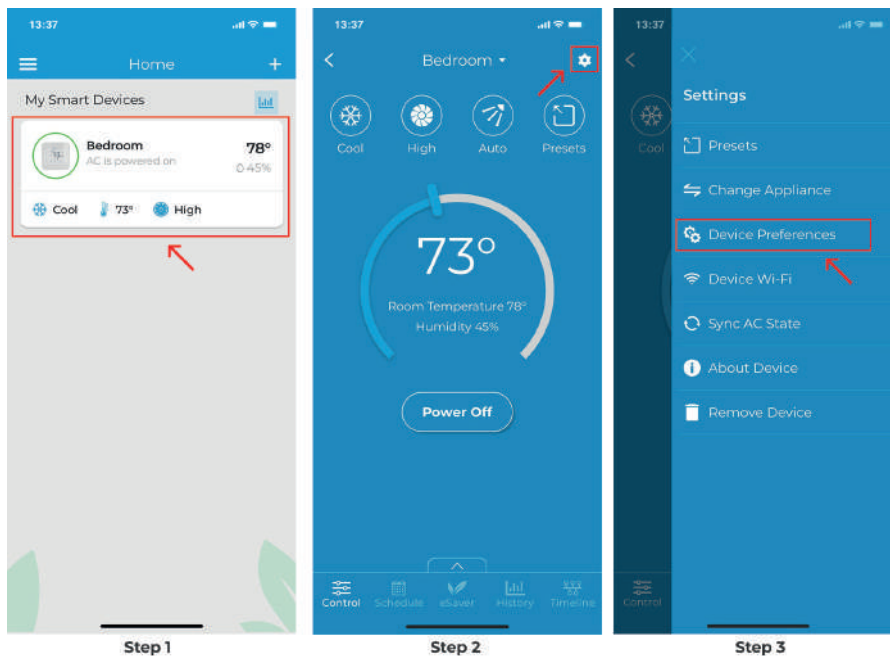 13:37
Home
+
My Smart Devices
Bedroom
78°
AC is powered on
45%
Cool
73°
High
Step 1
13:37
Bedroom
Cool
High
Auto
Presets
73°
Room Temperature 78°
Humidity 45%
Power Off
Control
Schedule
eSaver
History
Timeline
Step 2
13:37
Cool
Control
Settings
Presets
Change Appliance
Device Preferences
Device Wi-Fi
Sync AC State
About Device
Remove Device
Step 3